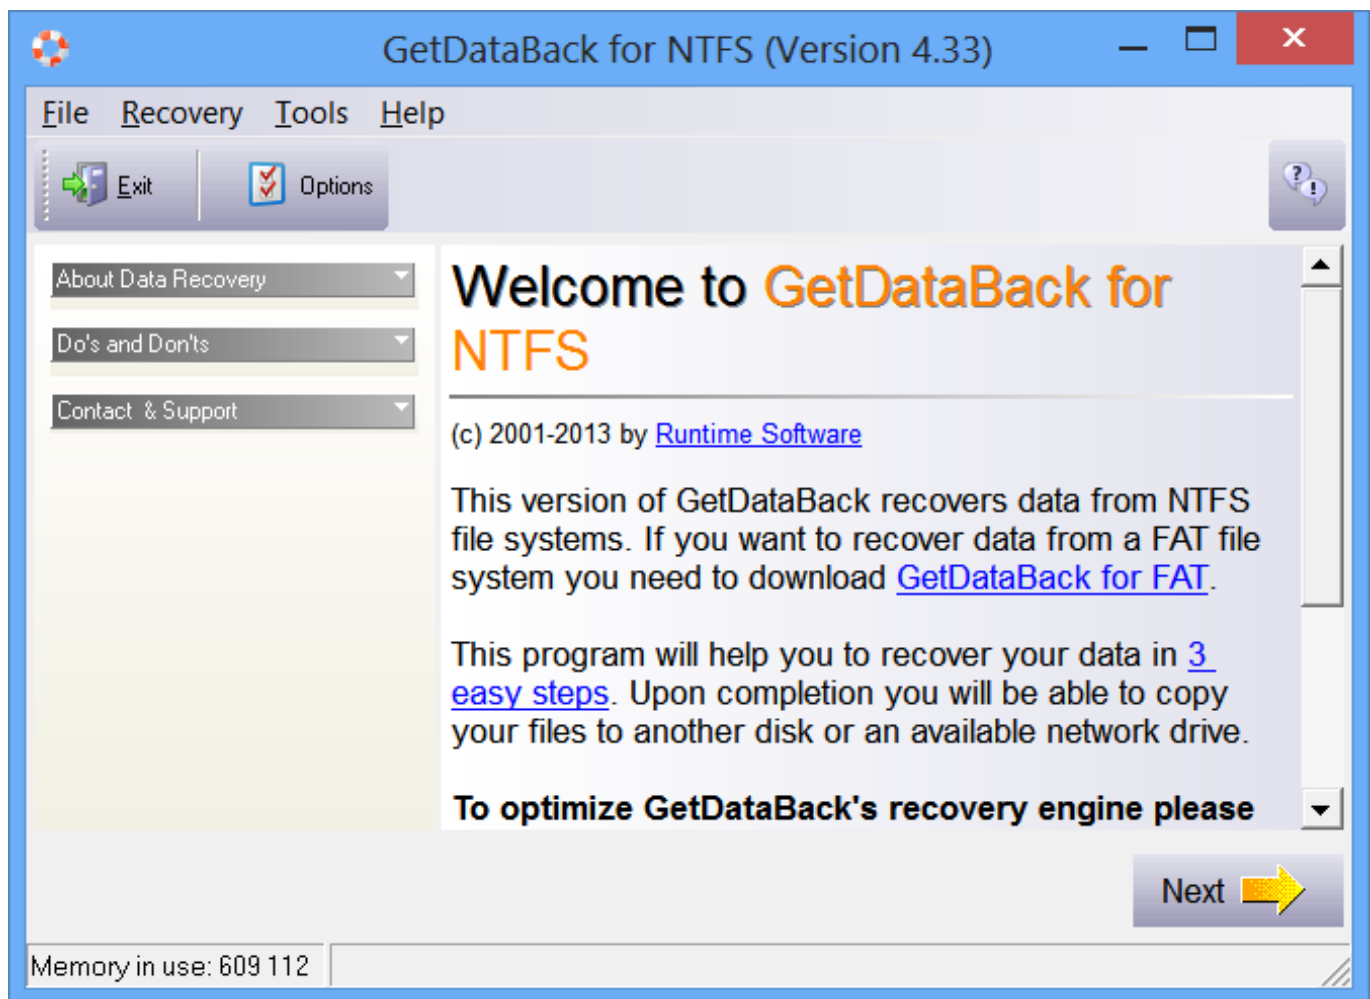 GetDataBack for NTFS (Version 4.33)
File Recovery Tools Help
Exit Options
About Data Recovery
Do's and Don'ts
Contact & Support
Welcome to GetDataBack for
NTFS
(c) 2001-2013 by Runtime Software
This version of GetDataBack recovers data from NTFS
file systems. If you want to recover data from a FAT file
system you need to download GetDataBack for FAT.
This program will help you to recover your data in 3
easy steps. Upon completion you will be able to copy
your files to another disk or an available network drive.
To optimize GetDataBack's recovery engine please
Next
Memory in use: 609 112